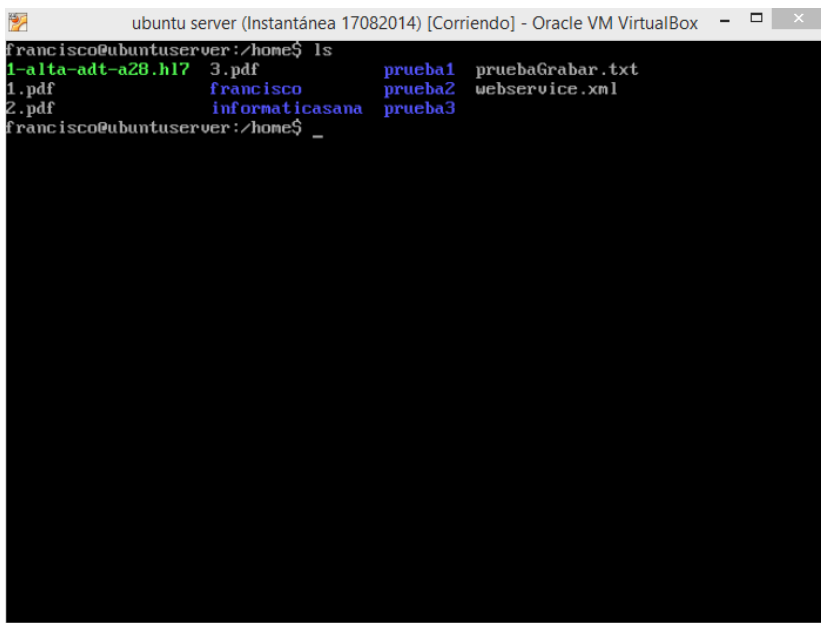 ubuntu server (Instantánea 17082014) [Corriendo] - Oracle VM VirtualBox
francisco@ubuntuserver:/home$ ls
1-alta-adt-a28.hl7 3.pdf prueba1 pruebaGrabar.txt
1.pdf francisco prueba2 webservice.xml
2.pdf informaticasana prueba3
francisco@ubuntuserver:/home$ _